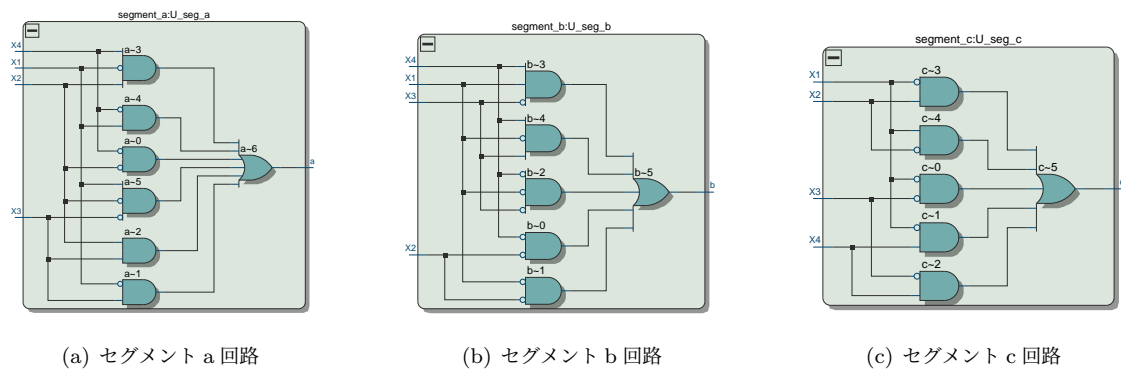 segment_a:U_seg_a
X4
a~3
X1
X2
a~4
a~0
a~6
a
a~5
X3
a~2
a~1
(a) セグメント a 回路
segment_b:U_seg_b
X4
b~3
X1
X3
b~4
b~2
b~5
b
b~0
X2
b~1
(b) セグメント b 回路
segment_c:U_seg_c
X1
c~3
X2
c~4
c~0
c~5
X3
c~1
X4
c~2
(c) セグメント c 回路